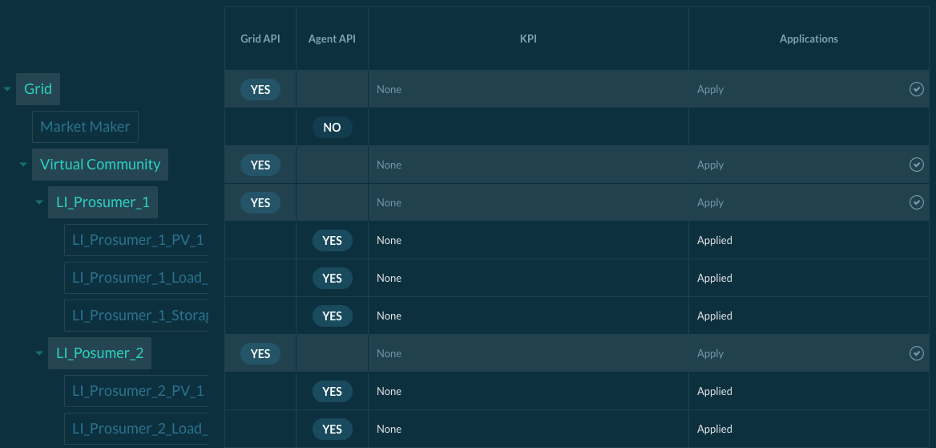 Grid API Agent API KPI Applications
Grid YES None Apply
Market Maker NO
Virtual Community YES None Apply
LI_Prosumer_1 YES None Apply
LI_Prosumer_1_PV_1 YES None Applied
LI_Prosumer_1_Load_ YES None Applied
LI_Prosumer_1_Storag YES None Applied
LI_Posumer_2 YES None Apply
LI_Prosumer_2_PV_1 YES None Applied
LI_Prosumer_2_Load_ YES None Applied